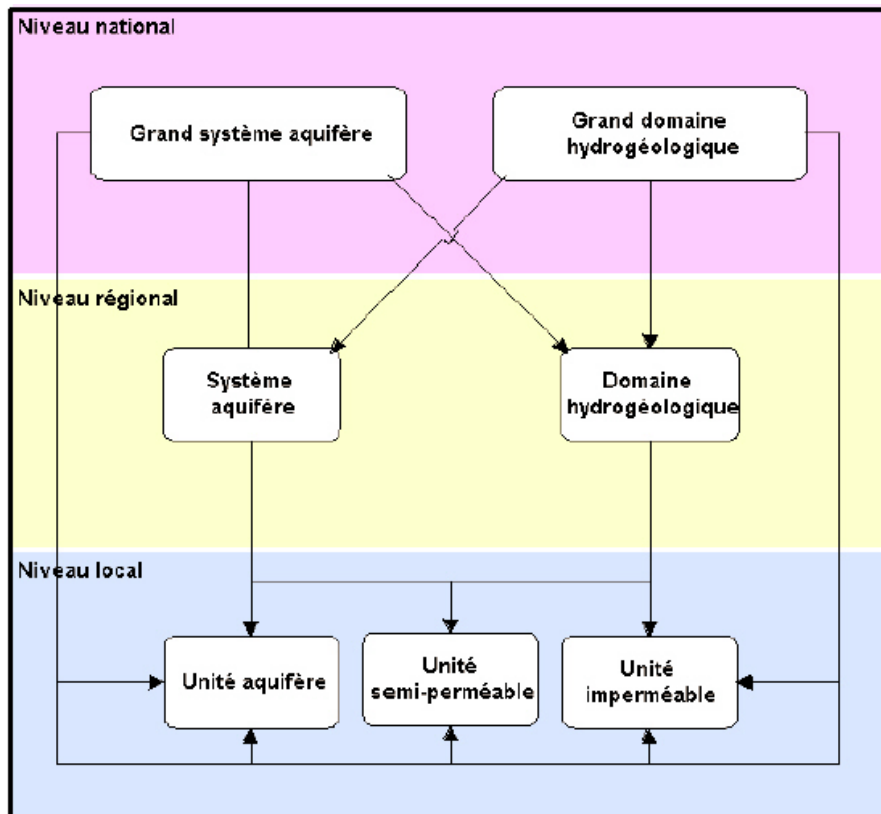 Niveau national
Grand système aquifère
Grand domaine
hydrogéologique
Niveau régional
Système
aquifère
Domaine
hydrogéologique
Niveau local
Unité aquifère
Unité
semi-perméable
Unité
imperméable